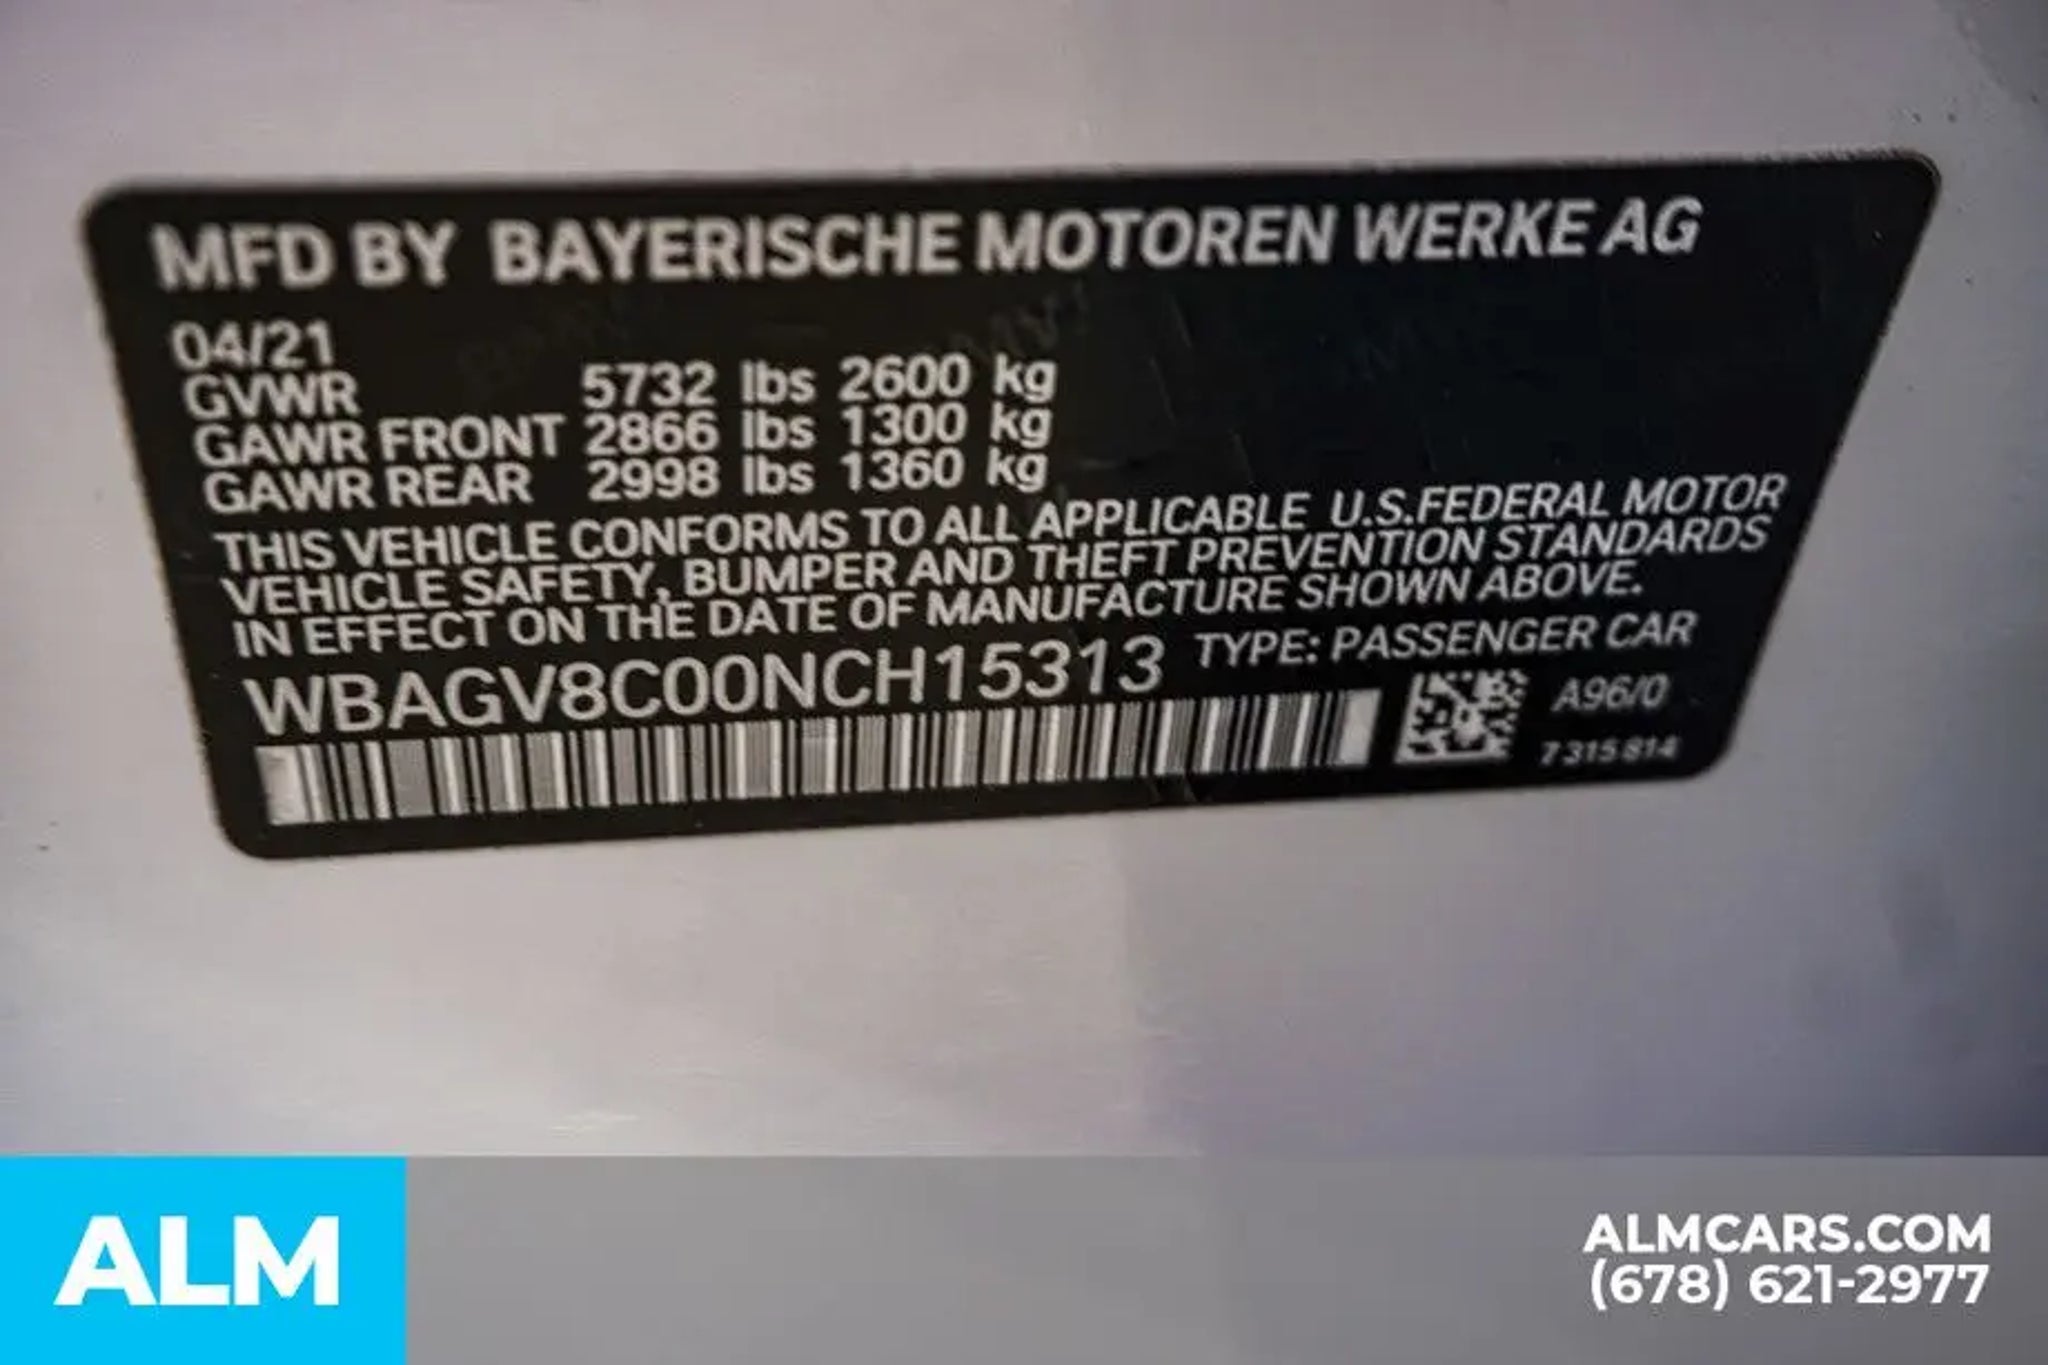 MFD BY BAYERISCHE MOTOREN WERKE AG
04/21
GVWR 5732 lbs 2600 kg
GAWR FRONT 2866 lbs 1300 kg
GAWR REAR 2998 lbs 1360 kg
THIS VEHICLE CONFORMS TO ALL APPLICABLE U.S.FEDERAL MOTOR
VEHICLE SAFETY, BUMPER AND THEFT PREVENTION STANDARDS
IN EFFECT ON THE DATE OF MANUFACTURE SHOWN ABOVE.
WBAGV8C00NCH15313 TYPE: PASSENGER CAR
A96/0
7 315 814
ALM
ALMCARS.COM
(678) 621-2977